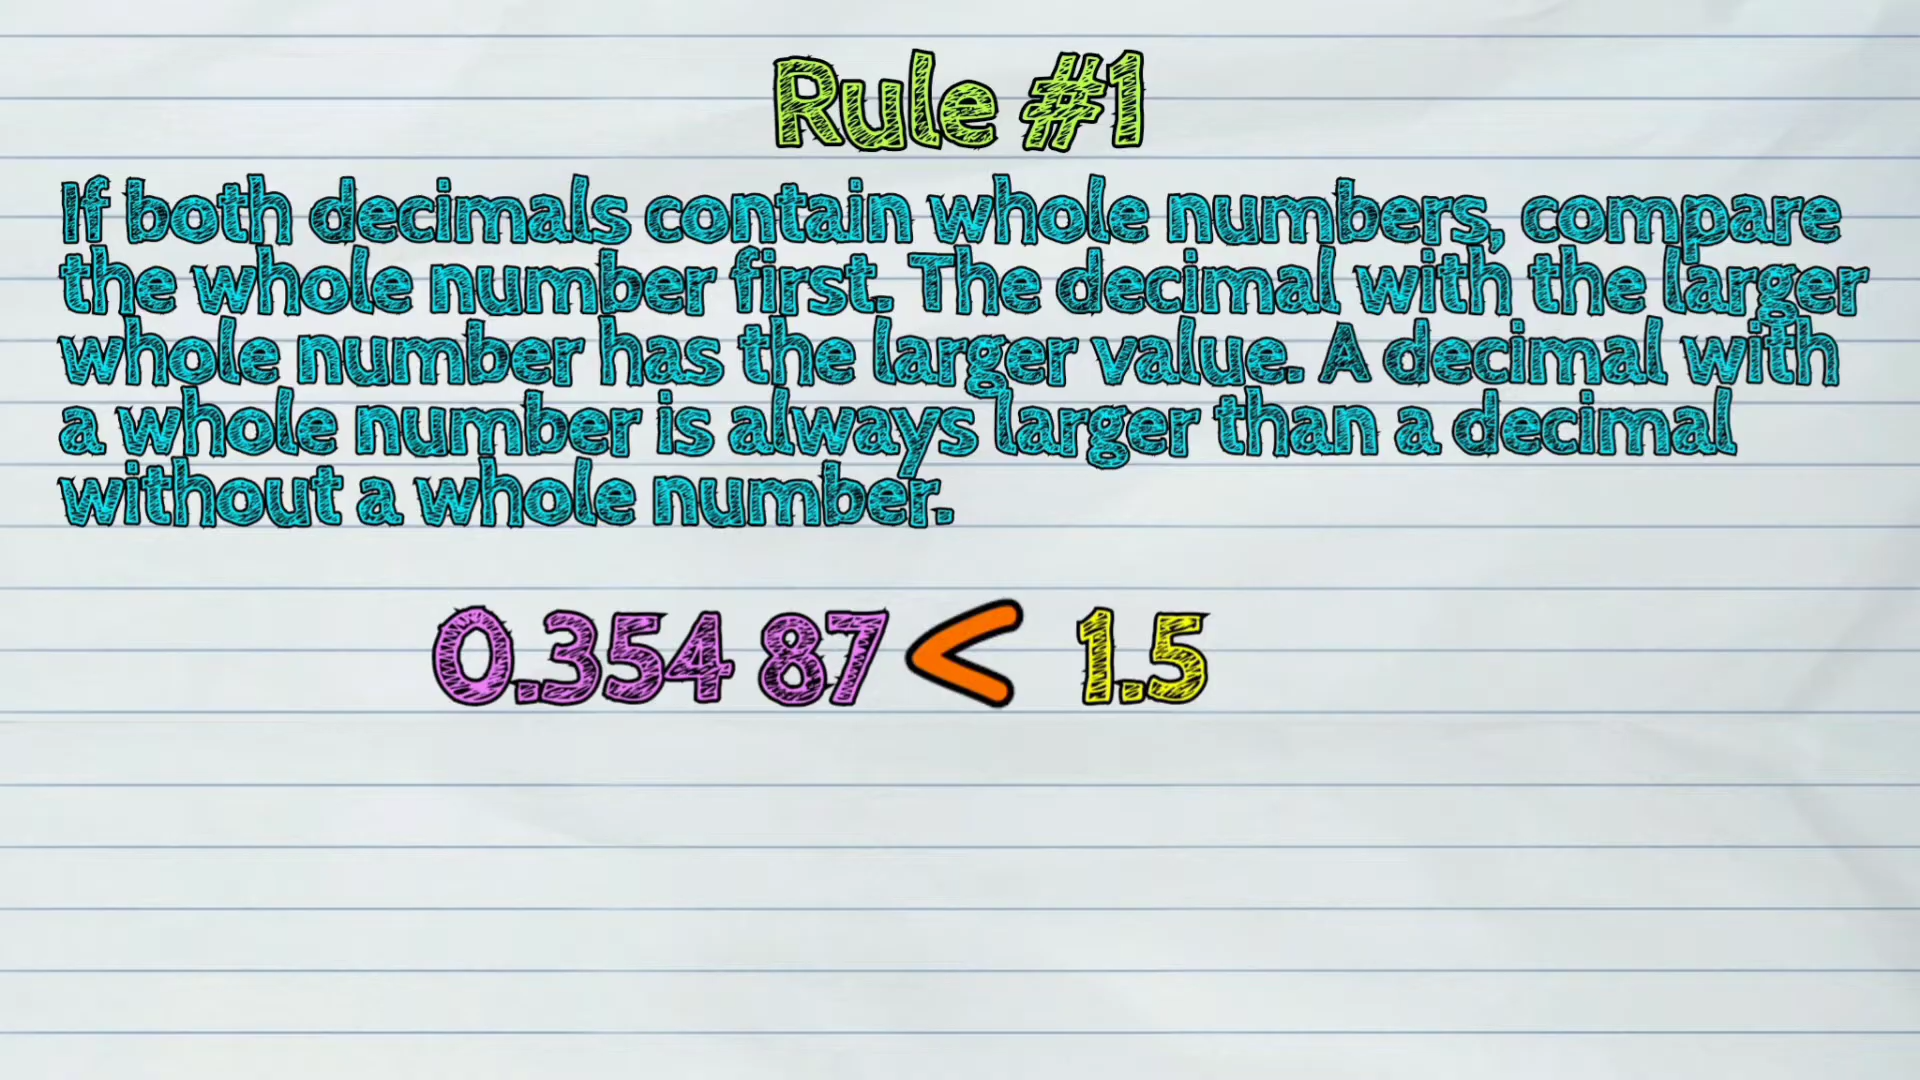 Rule #1
If both decimals contain whole numbers, compare
the whole number first. The decimal with the larger
whole number has the larger value. A decimal with
a whole number is always larger than a decimal
without a whole number.
0.354 87 < 1.5